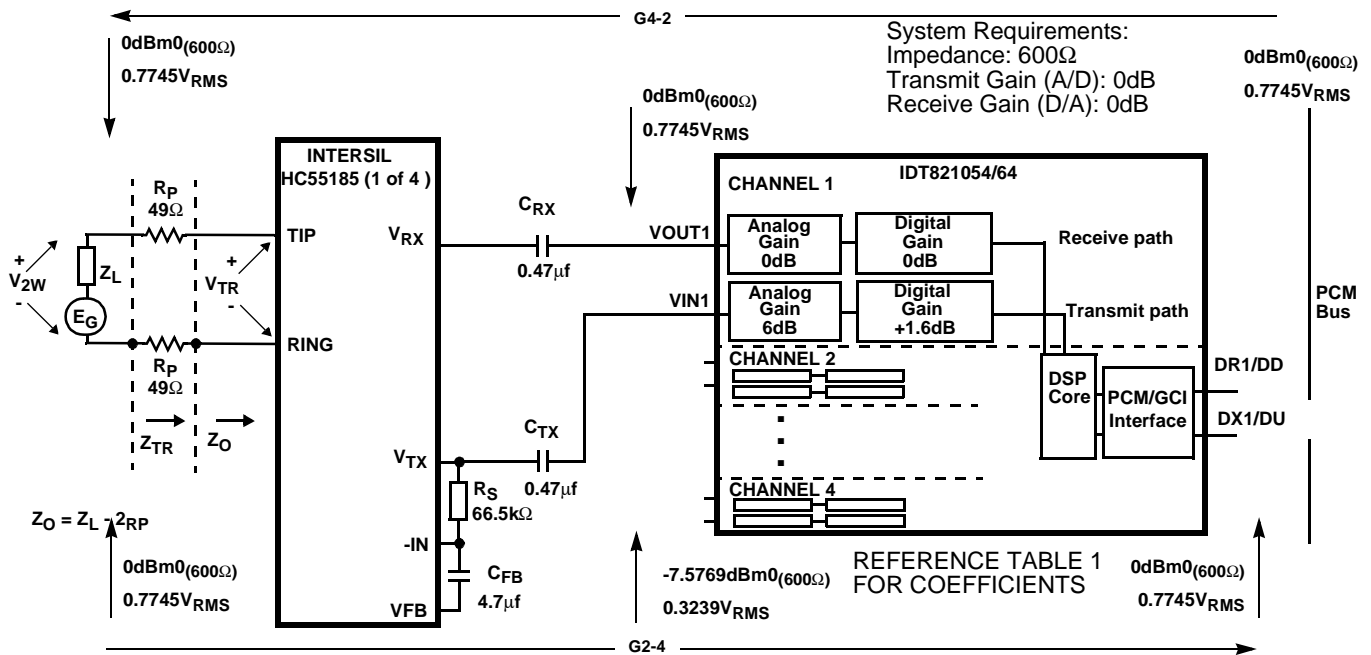 G4-2
0dBm0(600Ω)
0.7745VRMS
System Requirements:
Impedance: 600Ω
Transmit Gain (A/D): 0dB
Receive Gain (D/A): 0dB
0dBm0(600Ω)
0.7745VRMS
0dBm0(600Ω)
0.7745VRMS
INTERSIL
HC55185 (1 of 4 )
IDT821054/64
CHANNEL 1
RP
49Ω
CRX
TIP
VRX
VOUT1
Analog
Gain
0dB
Digital
Gain
0dB
Receive path
+
V2W
-
ZL
EG
+
VTR
-
0.47μf
VIN1
Analog
Gain
6dB
Digital
Gain
+1.6dB
Transmit path
PCM
Bus
RING
RP
49Ω
CHANNEL 2
DSP
Core
PCM/GCI
Interface
DR1/DD
DX1/DU
ZTR
ZO
CTX
VTX
0.47μf
RS
66.5kΩ
CHANNEL 4
ZO = ZL - 2RP
-IN
CFB
4.7μf
VFB
0dBm0(600Ω)
0.7745VRMS
-7.5769dBm0(600Ω)
0.3239VRMS
REFERENCE TABLE 1
FOR COEFFICIENTS
0dBm0(600Ω)
0.7745VRMS
G2-4